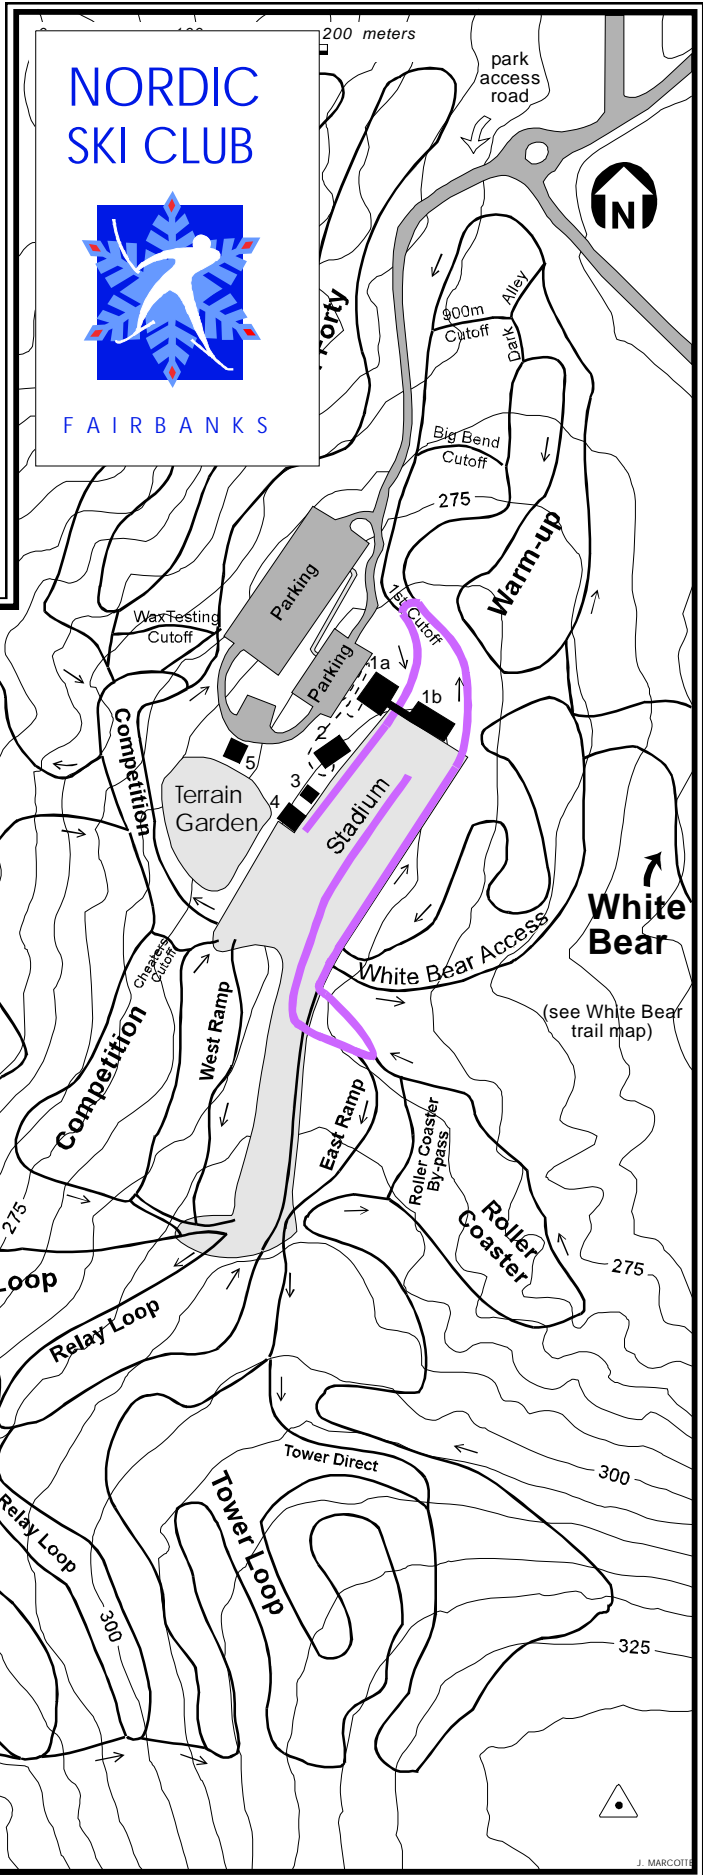 200 meters
NORDIC
SKI CLUB
FAIRBANKS
park
access
road
N
Forty
900m
Cutoff
Dark Alley
Big Bend
Cutoff
275
Warm-up
Parking
Parking
1st Cutoff
WaxTesting
Cutoff
1a
1b
2
3
4
5
Competition
Terrain
Garden
Stadium
White
Bear
White Bear Access
(see White Bear
trail map)
Cheaters
Cutoff
Competition
West Ramp
East Ramp
Roller Coaster
By-pass
Roller
Coaster
275
275
Loop
Relay Loop
Tower Direct
300
Tower Loop
Relay Loop
300
325
J. MARCOTTE